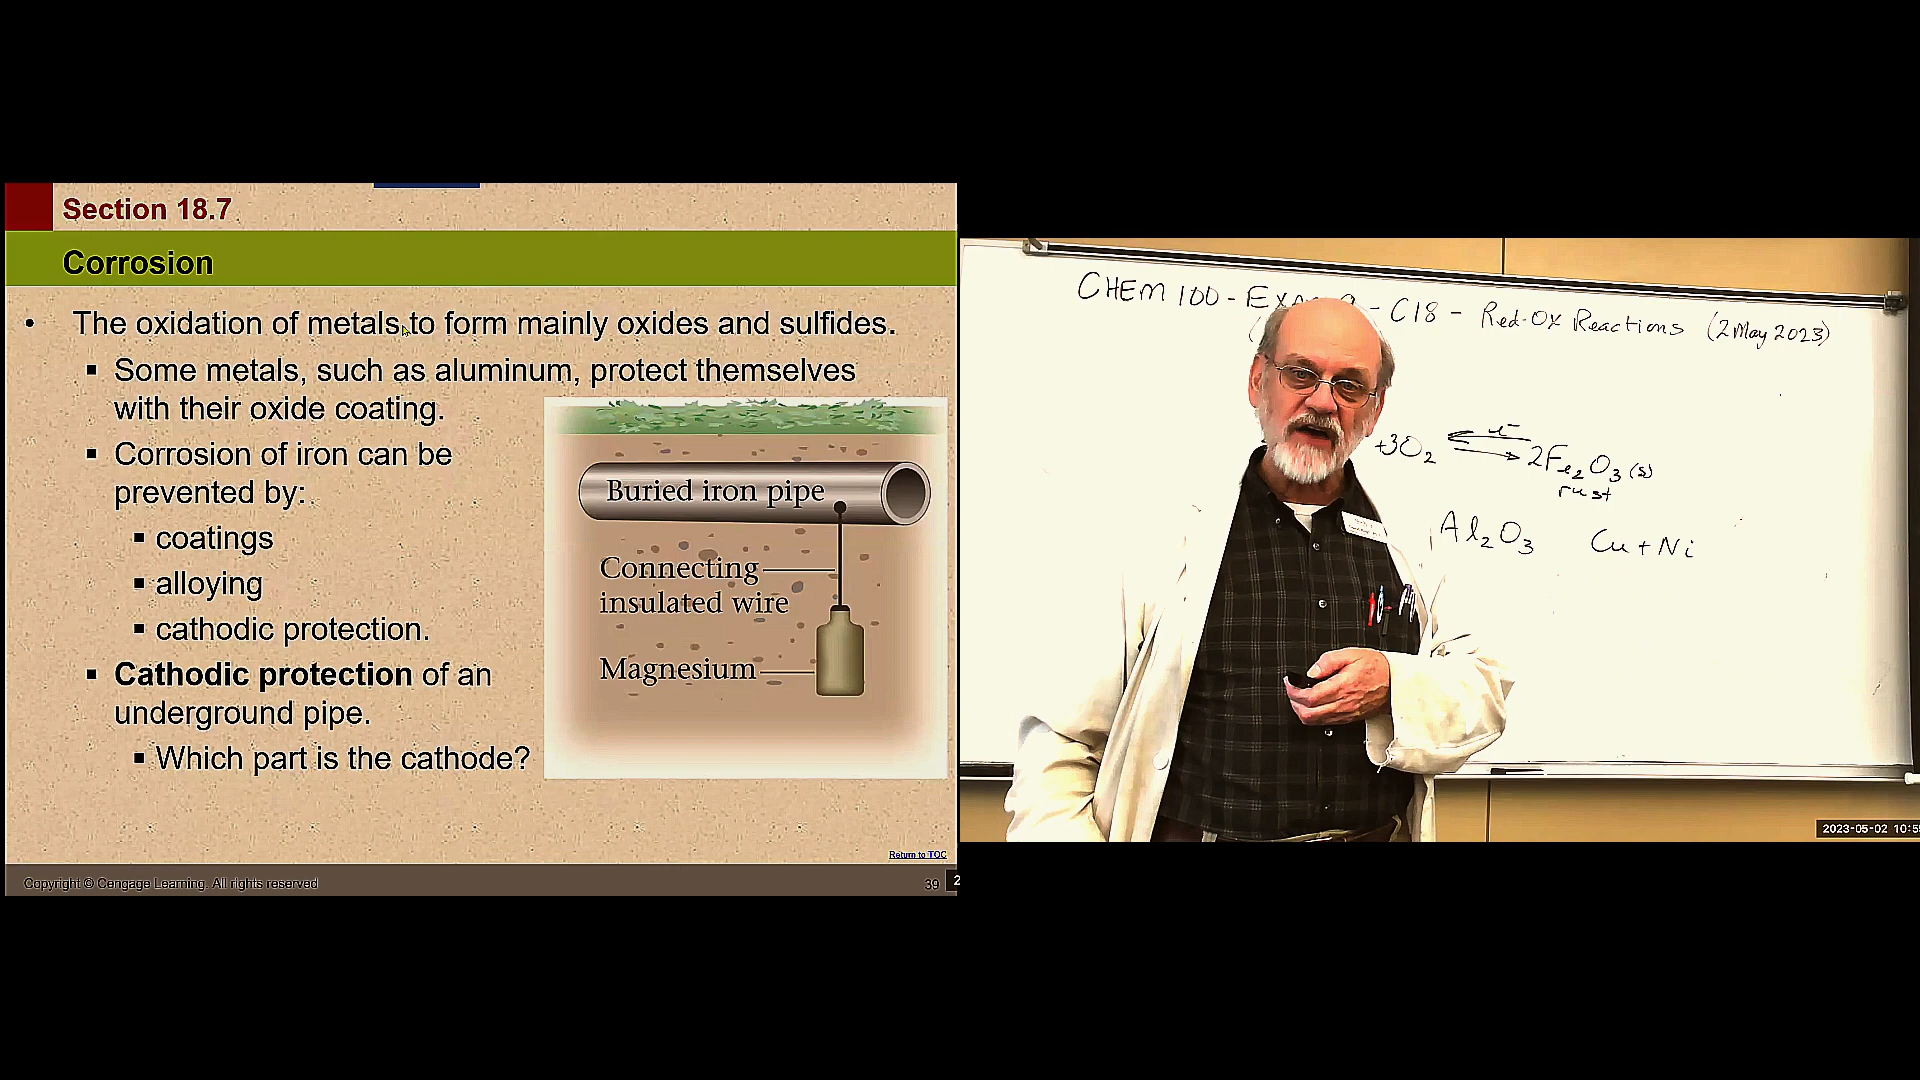 Section 18.7
Corrosion
• The oxidation of metals to form mainly oxides and sulfides.
▪ Some metals, such as aluminum, protect themselves
with their oxide coating.
▪ Corrosion of iron can be
prevented by:
▪ coatings
▪ alloying
▪ cathodic protection.
▪ Cathodic protection of an
underground pipe.
▪ Which part is the cathode?
Buried iron pipe
Connecting
insulated wire
Magnesium
Return to TOC
Copyright © Cengage Learning. All rights reserved
39
2
CHEM 100 - - C18 - Red-Ox Reactions (2 May 2023)
+3O₂ e⁻ 2Fe₂O₃(s)
rust
Al₂O₃ Cu + Ni
2023-05-02 10:5